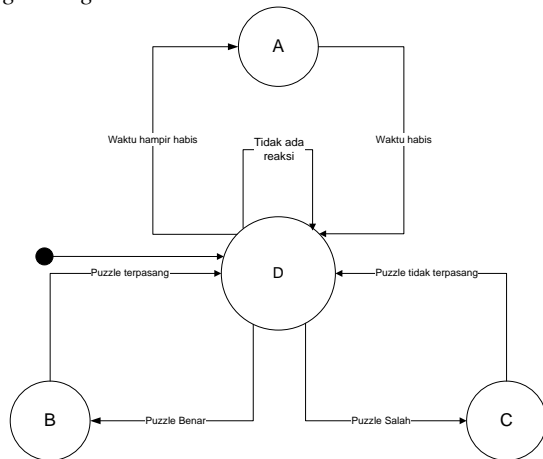 A
Waktu hampir habis
Tidak ada
reaksi
Waktu habis
D
Puzzle terpasang
Puzzle tidak terpasang
B
Puzzle Benar
Puzzle Salah
C